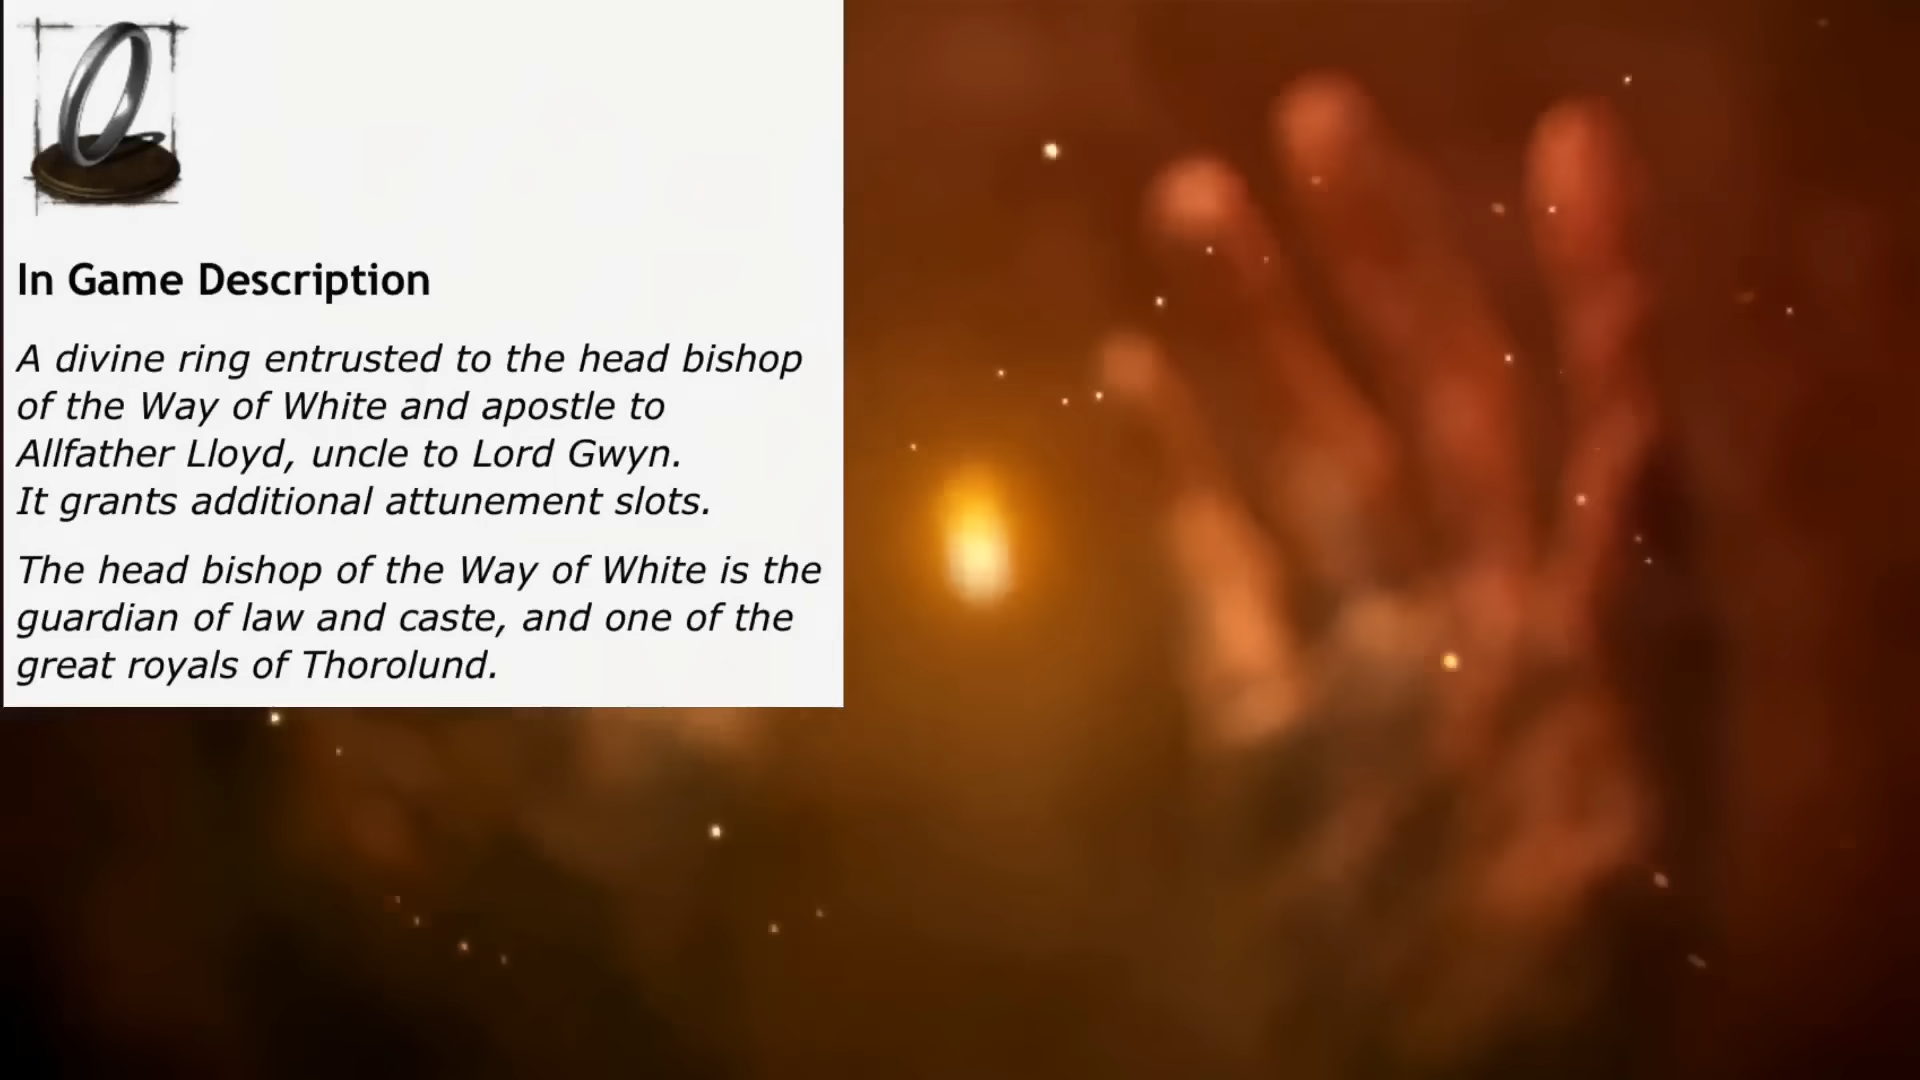 In Game Description
A divine ring entrusted to the head bishop
of the Way of White and apostle to
Allfather Lloyd, uncle to Lord Gwyn.
It grants additional attunement slots.
The head bishop of the Way of White is the
guardian of law and caste, and one of the
great royals of Thorolund.